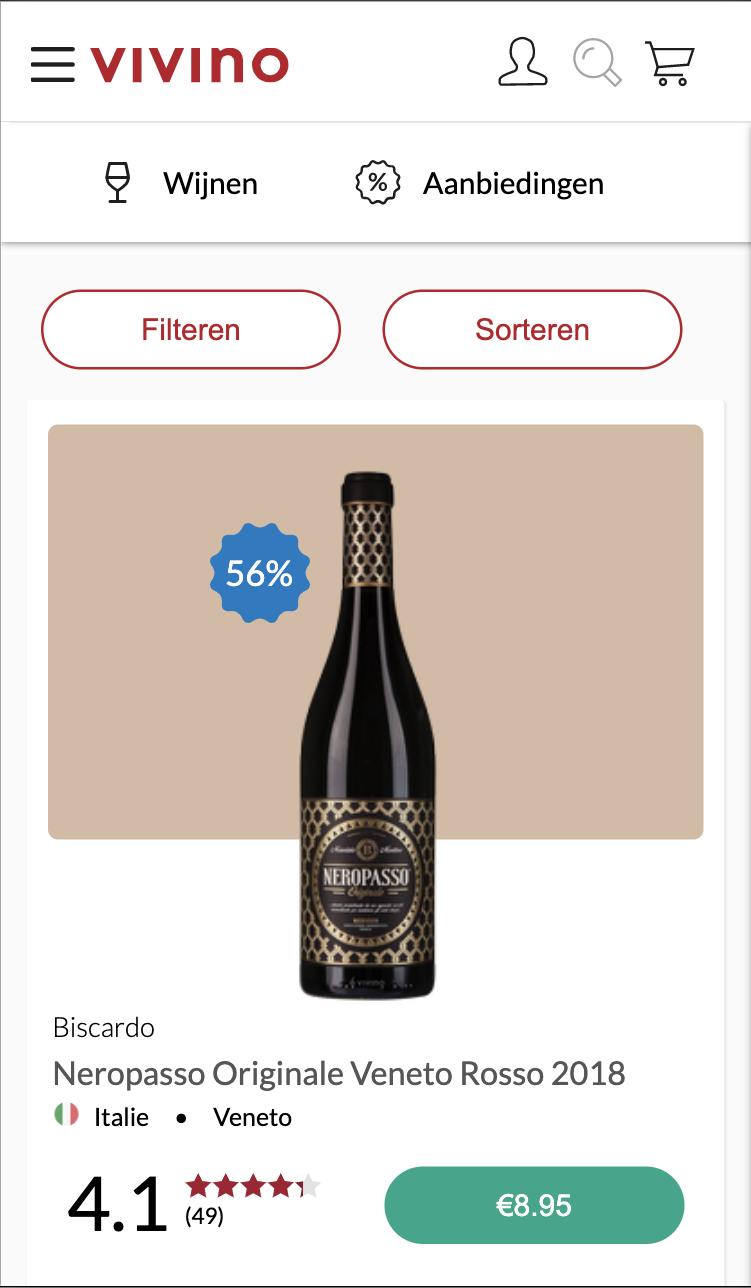 vivino
Wijnen
%
Aanbiedingen
Filteren
Sorteren
56%
B
NEROPASSO
Originale
Biscardo
Neropasso Originale Veneto Rosso 2018
Italie • Veneto
4.1
(49)
€8.95